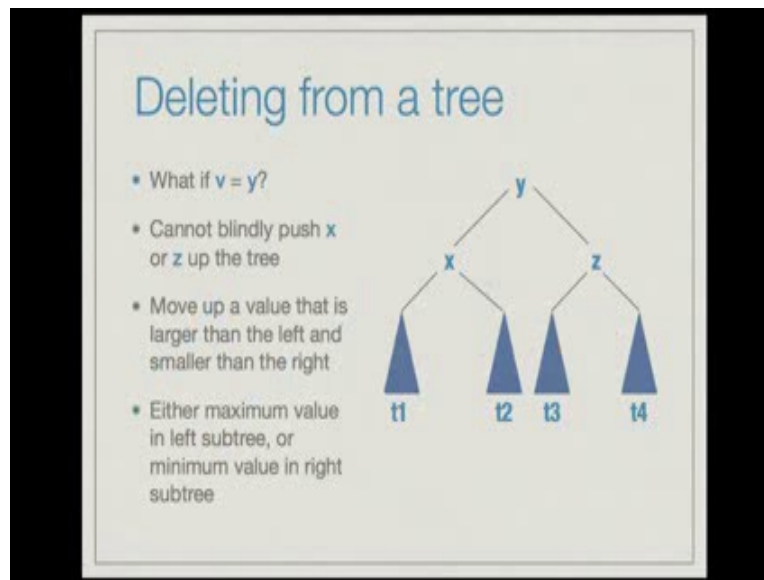 Deleting from a tree
• What if v = y?
• Cannot blindly push x
or z up the tree
• Move up a value that is
larger than the left and
smaller than the right
• Either maximum value
in left subtree, or
minimum value in right
subtree
y
x z
t1 t2 t3 t4